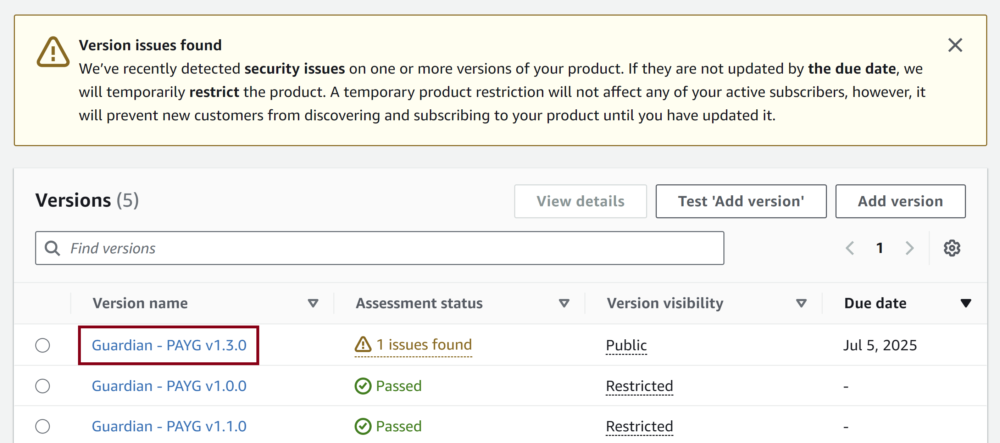 Version issues found
We’ve recently detected security issues on one or more versions of your product. If they are not updated by the due date, we
will temporarily restrict the product. A temporary product restriction will not affect any of your active subscribers, however, it
will prevent new customers from discovering and subscribing to your product until you have updated it.
Versions (5)
View details
Test 'Add version'
Add version
Find versions
1
Version name
Assessment status
Version visibility
Due date
Guardian - PAYG v1.3.0
1 issues found
Public
Jul 5, 2025
Guardian - PAYG v1.0.0
Passed
Restricted
-
Guardian - PAYG v1.1.0
Passed
Restricted
-